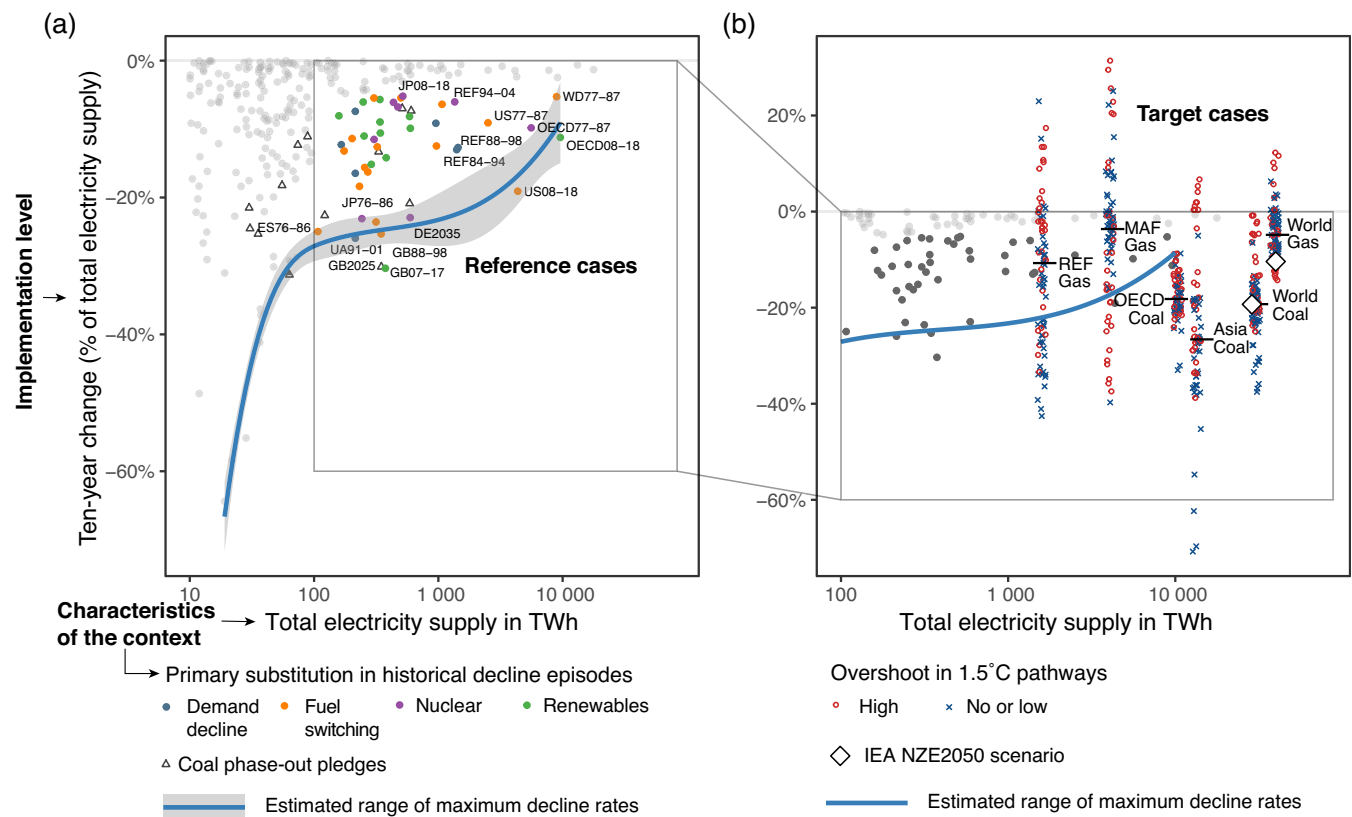 (a)
(b)
Implementation level
Ten-year change (% of total electricity supply)
0%
−20%
−40%
−60%
JP08−18
REF94−04
WD77−87
US77−87
OECD77−87
REF88−98
OECD08−18
REF84−94
US08−18
JP76−86
ES76−86
DE2035
UA91−01
GB88−98
GB2025
GB07−17
Reference cases
10
100
1 000
10 000
Total electricity supply in TWh
Characteristics
of the context
Primary substitution in historical decline episodes
Demand
decline
Fuel
switching
Nuclear
Renewables
Coal phase-out pledges
Estimated range of maximum decline rates
Target cases
20%
0%
−20%
−40%
−60%
MAF
Gas
World
Gas
REF
Gas
OECD
Coal
World
Coal
Asia
Coal
100
1 000
10 000
Total electricity supply in TWh
Overshoot in 1.5°C pathways
High
No or low
IEA NZE2050 scenario
Estimated range of maximum decline rates